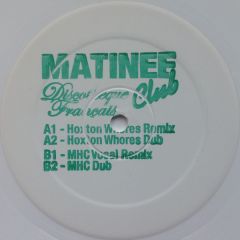 MATINEE
Club
Discotheque
Français
A1 - Hoxton Whores Remix
A2 - Hoxton Whores Dub
B1 - MHC Vocal Remix
B2 - MHC Dub